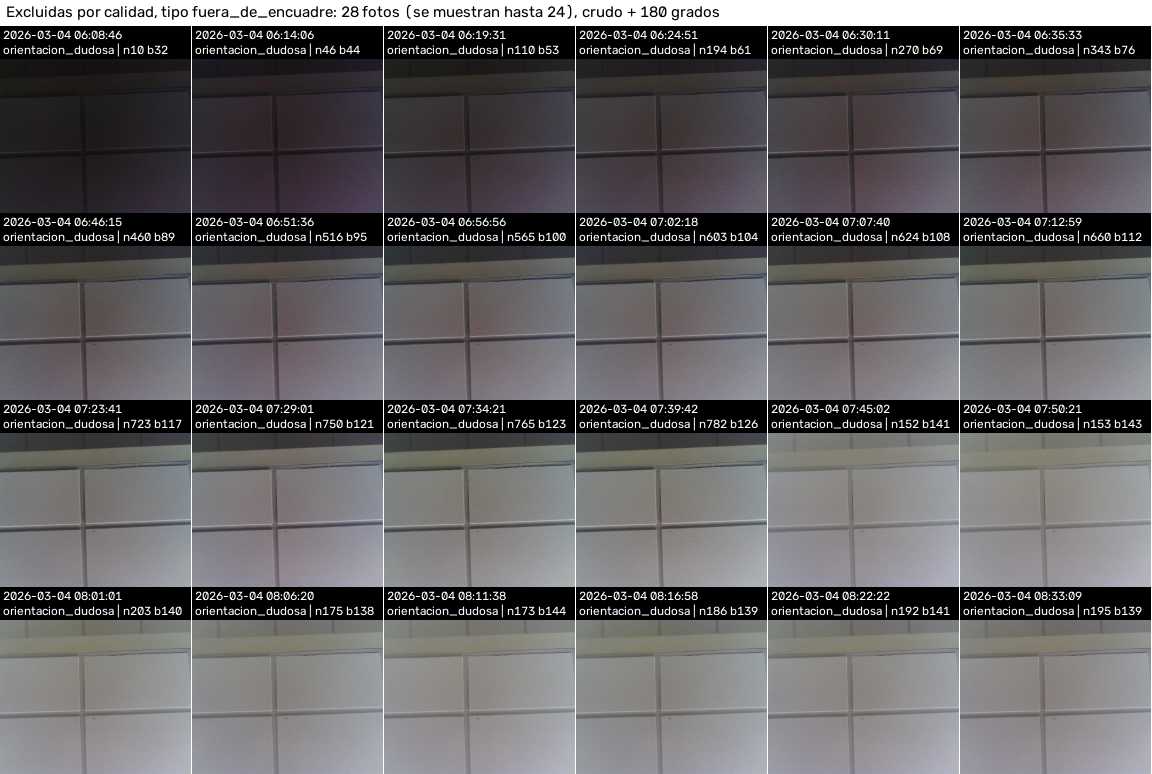 Excluidas por calidad, tipo fuera_de_encuadre: 28 fotos (se muestran hasta 24), crudo + 180 grados
2026-03-04 06:08:46
orientacion_dudosa | n10 b32
2026-03-04 06:14:06
orientacion_dudosa | n46 b44
2026-03-04 06:19:31
orientacion_dudosa | n110 b53
2026-03-04 06:24:51
orientacion_dudosa | n194 b61
2026-03-04 06:30:11
orientacion_dudosa | n270 b69
2026-03-04 06:35:33
orientacion_dudosa | n343 b76
2026-03-04 06:46:15
orientacion_dudosa | n460 b89
2026-03-04 06:51:36
orientacion_dudosa | n516 b95
2026-03-04 06:56:56
orientacion_dudosa | n565 b100
2026-03-04 07:02:18
orientacion_dudosa | n603 b104
2026-03-04 07:07:40
orientacion_dudosa | n624 b108
2026-03-04 07:12:59
orientacion_dudosa | n660 b112
2026-03-04 07:23:41
orientacion_dudosa | n723 b117
2026-03-04 07:29:01
orientacion_dudosa | n750 b121
2026-03-04 07:34:21
orientacion_dudosa | n765 b123
2026-03-04 07:39:42
orientacion_dudosa | n782 b126
2026-03-04 07:45:02
orientacion_dudosa | n152 b141
2026-03-04 07:50:21
orientacion_dudosa | n153 b143
2026-03-04 08:01:01
orientacion_dudosa | n203 b140
2026-03-04 08:06:20
orientacion_dudosa | n175 b138
2026-03-04 08:11:38
orientacion_dudosa | n173 b144
2026-03-04 08:16:58
orientacion_dudosa | n186 b139
2026-03-04 08:22:22
orientacion_dudosa | n192 b141
2026-03-04 08:33:09
orientacion_dudosa | n195 b139